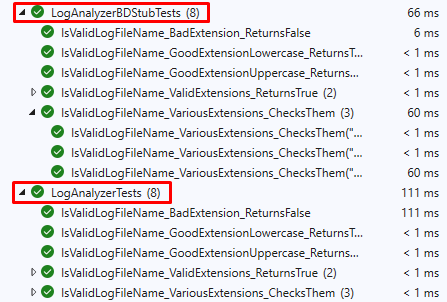 LogAnalyzerBDStubTests (8) 66 ms
IsValidLogFileName_BadExtension_ReturnsFalse 6 ms
IsValidLogFileName_GoodExtensionLowercase_ReturnsT... < 1 ms
IsValidLogFileName_GoodExtensionUppercase_Returns... < 1 ms
IsValidLogFileName_ValidExtensions_ReturnsTrue (2) < 1 ms
IsValidLogFileName_VariousExtensions_ChecksThem (3) 60 ms
IsValidLogFileName_VariousExtensions_ChecksThem("... < 1 ms
IsValidLogFileName_VariousExtensions_ChecksThem("... < 1 ms
IsValidLogFileName_VariousExtensions_ChecksThem("... 60 ms
LogAnalyzerTests (8) 111 ms
IsValidLogFileName_BadExtension_ReturnsFalse 111 ms
IsValidLogFileName_GoodExtensionLowercase_ReturnsT... < 1 ms
IsValidLogFileName_GoodExtensionUppercase_Returns... < 1 ms
IsValidLogFileName_ValidExtensions_ReturnsTrue (2) < 1 ms
IsValidLogFileName_VariousExtensions_ChecksThem (3) < 1 ms